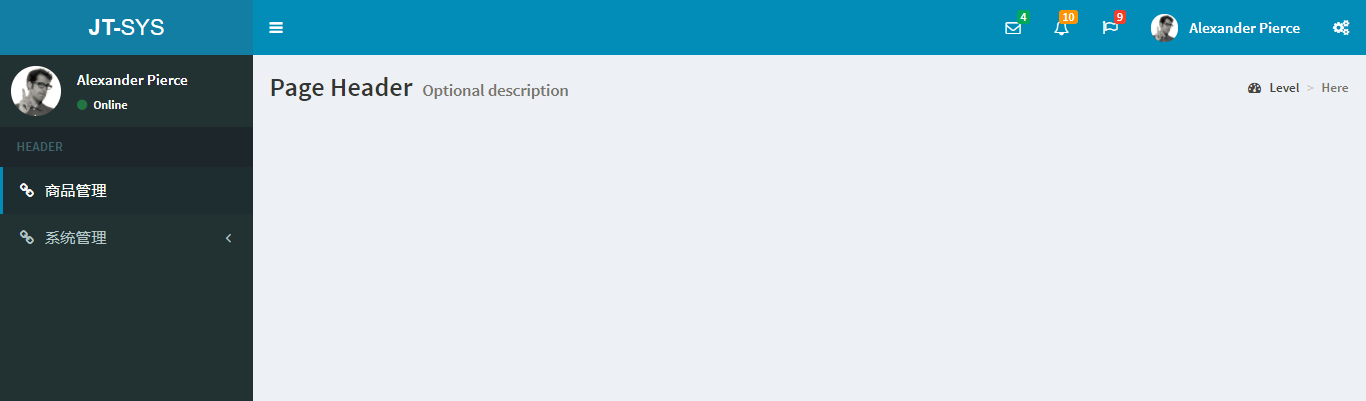 JT-SYS
4
10
9
Alexander Pierce
Alexander Pierce
Online
Page Header Optional description
Level > Here
HEADER
商品管理
系统管理